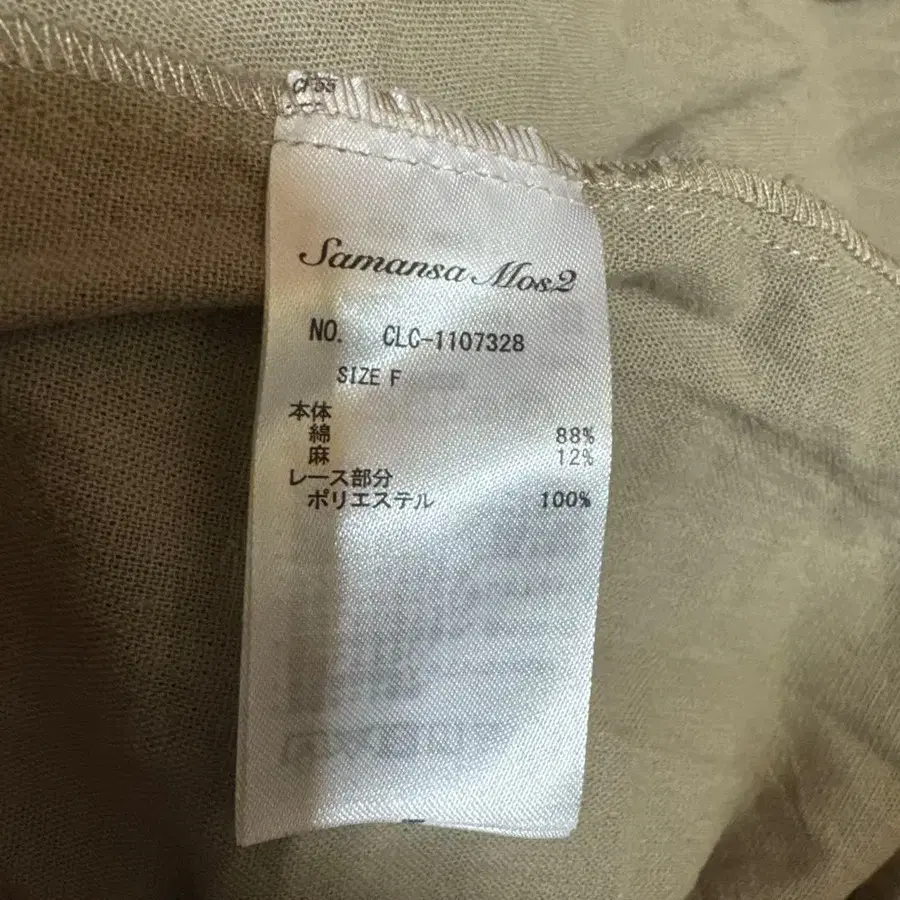 Samansa Mos2
NO. CLC-1107328
SIZE F
本体
綿 88%
麻 12%
レース部分
ポリエステル 100%